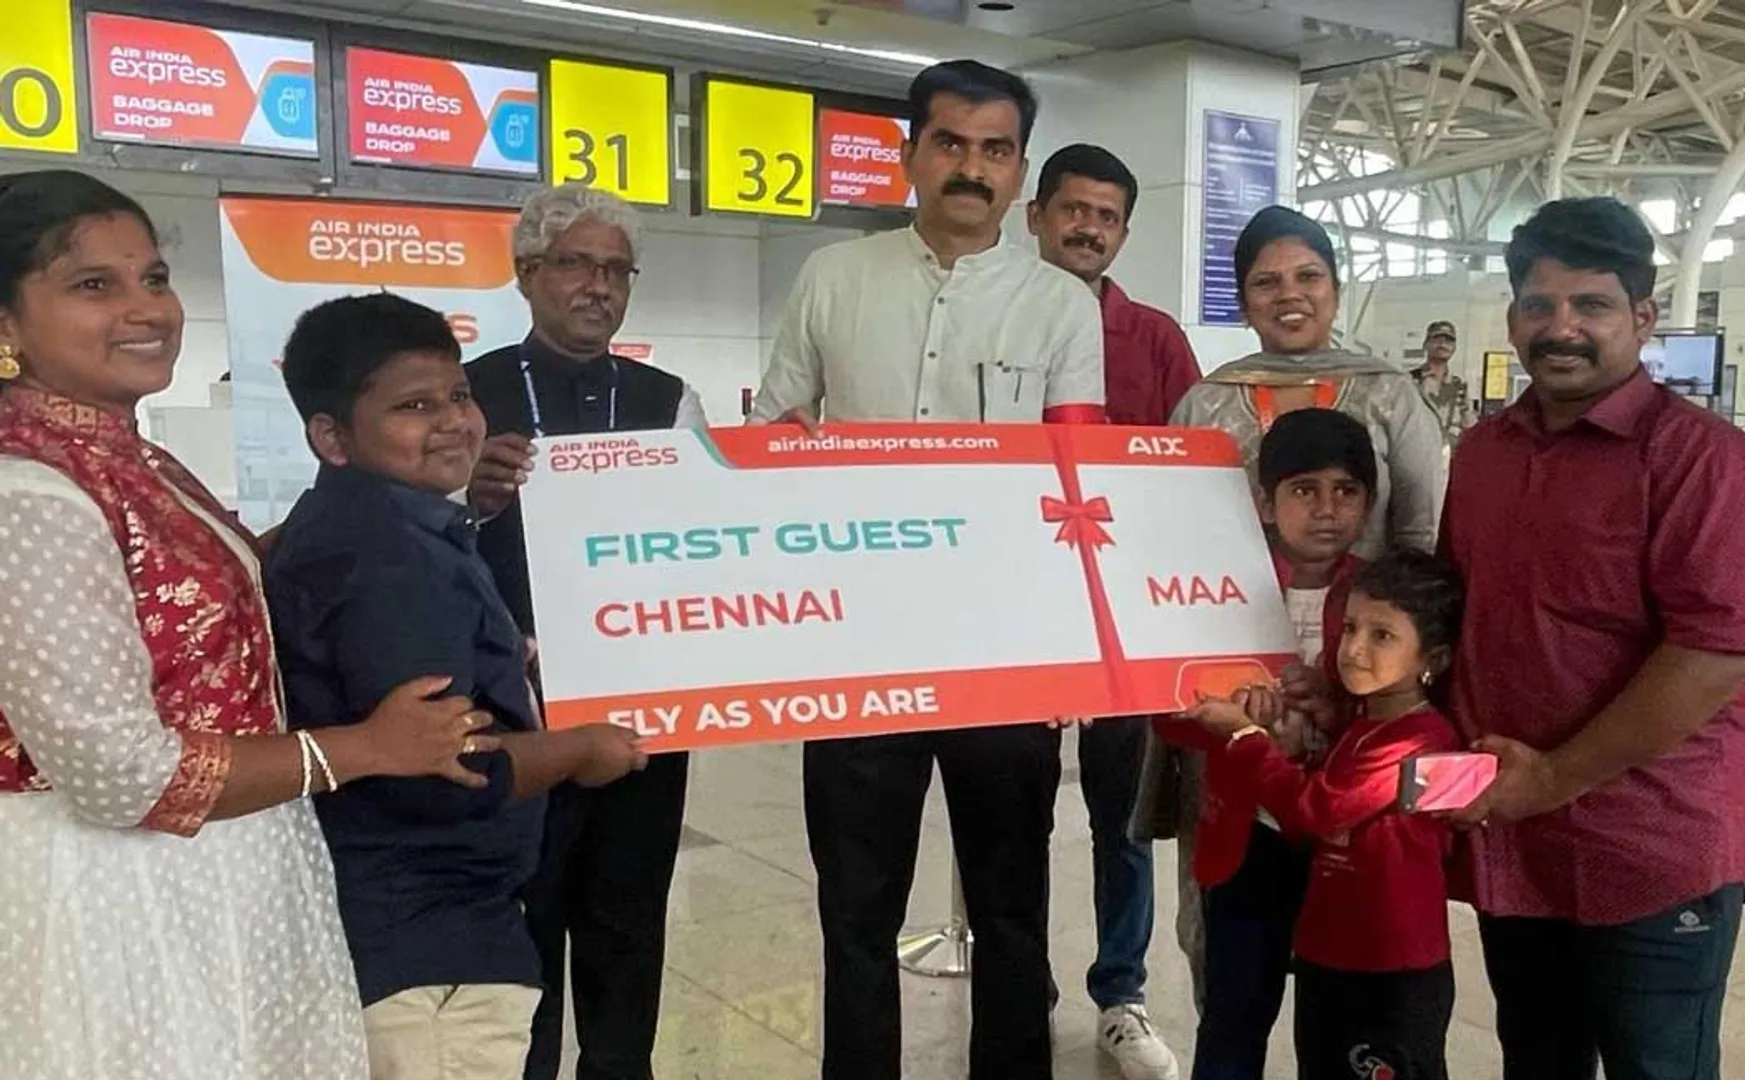 0
AIR INDIA
express
BAGGAGE
DROP
AIR INDIA
express
BAGGAGE
DROP
31
32
AIR INDIA
express
BAGGAGE
DROP
AIR INDIA
express
AIR INDIA
express
airindiaexpress.com
AIX
FIRST GUEST
CHENNAI
MAA
FLY AS YOU ARE